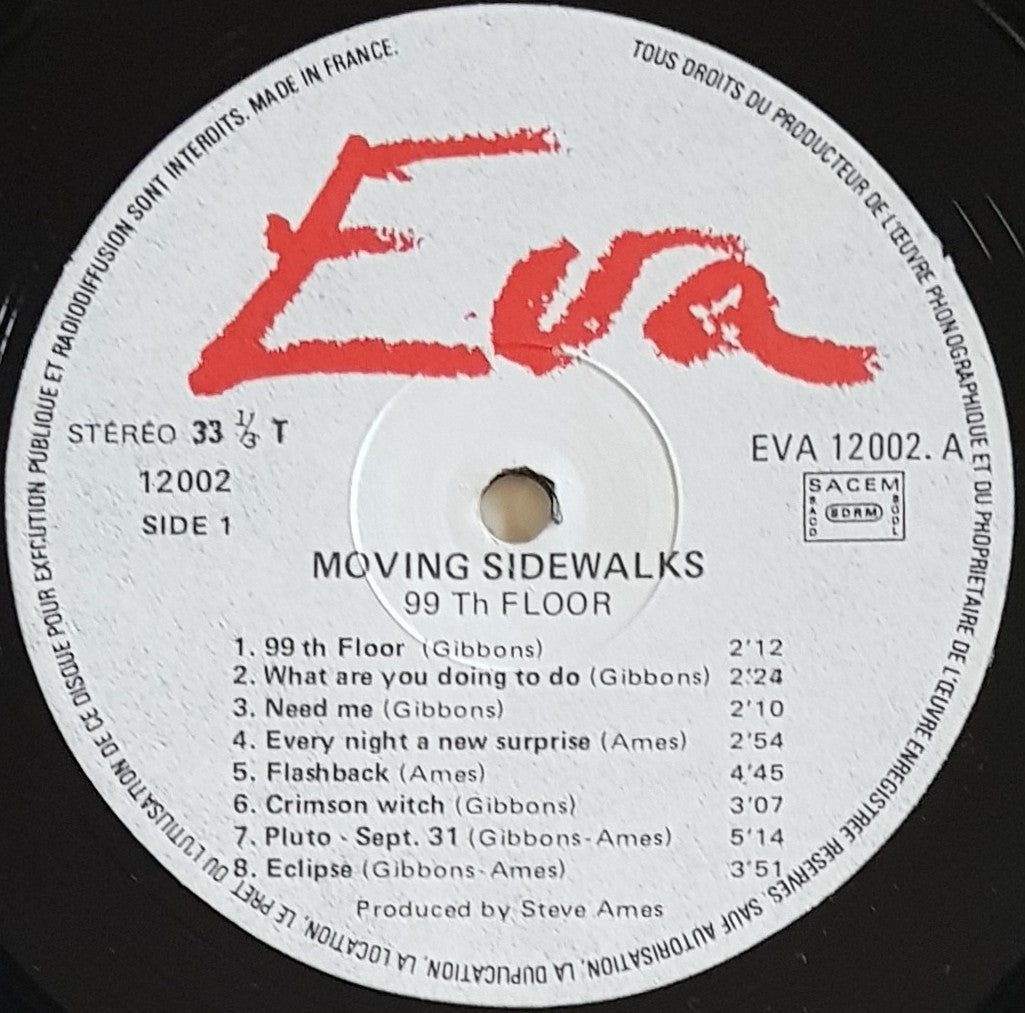 TOUS DROITS DU PRODUCTEUR DE L'ŒUVRE PHONOGRAPHIQUE ET DU PROPRIETAIRE DE L'ŒUVRE ENREGISTREE RESERVES. SAUF AUTORISATION, LA DUPLICATION, LA LOCATION, LE PRET OU L'UTILISATION DE CE DISQUE POUR EXECUTION PUBLIQUE ET RADIODIFFUSION SONT INTERDITS. MADE IN FRANCE.
Eva
STÉRÉO 33 1/3 T
12002
SIDE 1
EVA 12002. A
SACEM
SACD SDRM SGDL
MOVING SIDEWALKS
99 Th FLOOR
1. 99 th Floor (Gibbons) 2'12
2. What are you doing to do (Gibbons) 2'24
3. Need me (Gibbons) 2'10
4. Every night a new surprise (Ames) 2'54
5. Flashback (Ames) 4'45
6. Crimson witch (Gibbons) 3'07
7. Pluto - Sept. 31 (Gibbons-Ames) 5'14
8. Eclipse (Gibbons-Ames) 3'51
Produced by Steve Ames